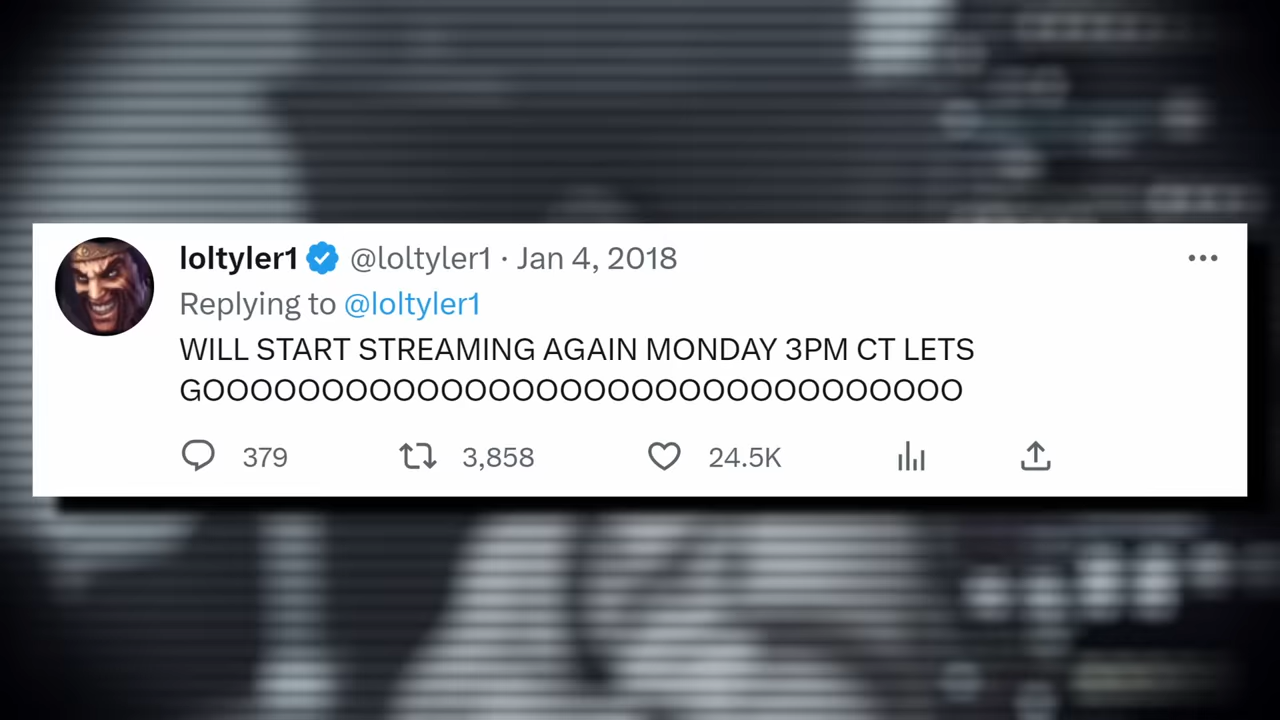 loltyler1 @loltyler1 · Jan 4, 2018
Replying to @loltyler1
WILL START STREAMING AGAIN MONDAY 3PM CT LETS
GOOOOOOOOOOOOOOOOOOOOOOOOOOOOOOOO
379 3,858 24.5K